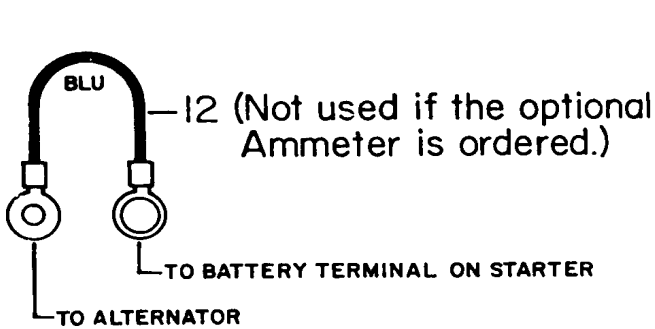 BLU
12 (Not used if the optional
Ammeter is ordered.)
TO BATTERY TERMINAL ON STARTER
TO ALTERNATOR